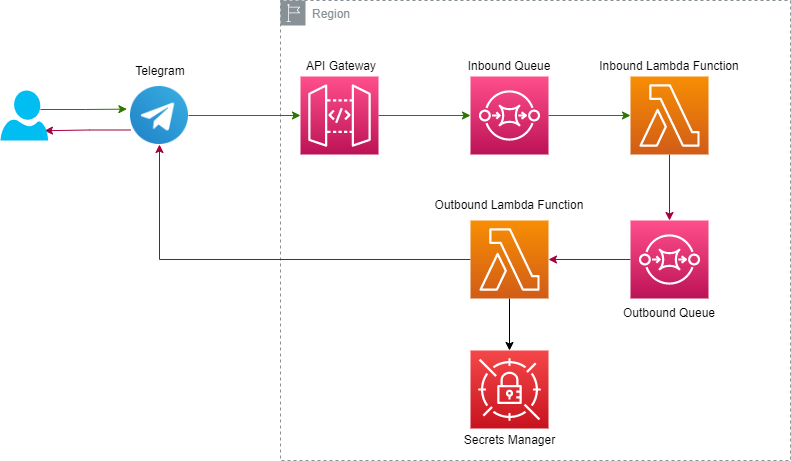 Region
Telegram
API Gateway
Inbound Queue
Inbound Lambda Function
</>
Outbound Lambda Function
Outbound Queue
Secrets Manager